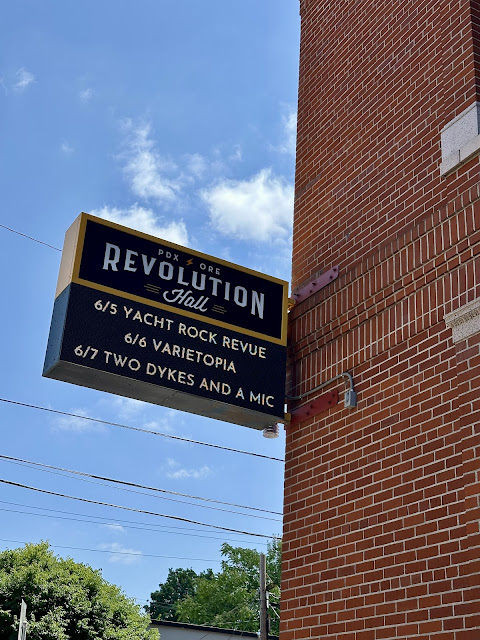 PDX ORE
REVOLUTION
Hall
6/5 YACHT ROCK REVUE
6/6 VARIETOPIA
6/7 TWO DYKES AND A MIC